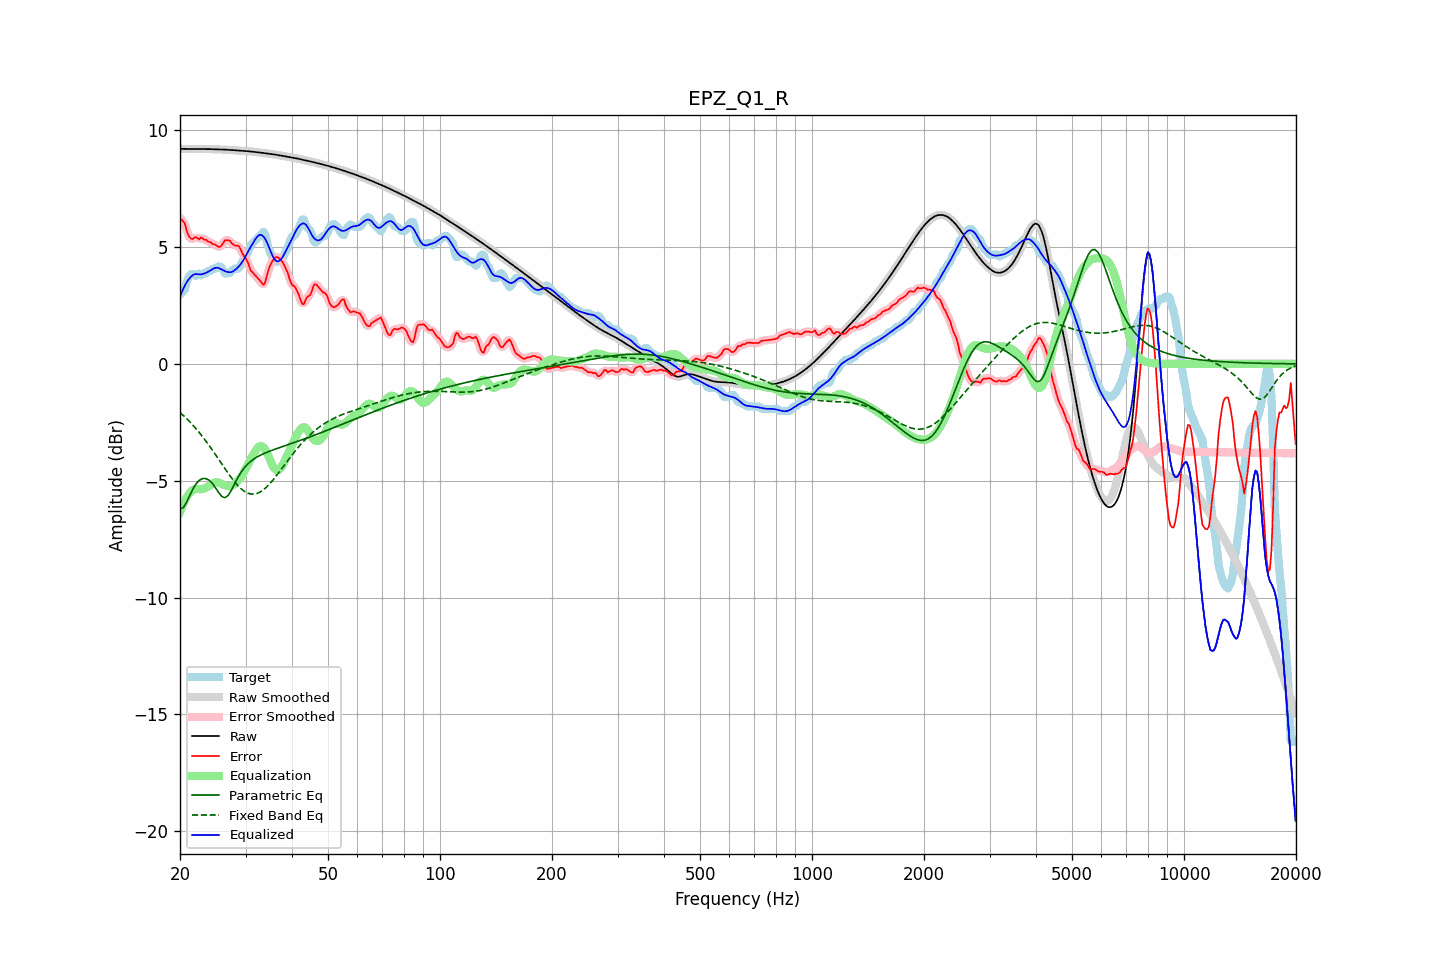 EPZ_Q1_R
10
5
0
−5
−10
−15
−20
Amplitude (dBr)
Target
Raw Smoothed
Error Smoothed
Raw
Error
Equalization
Parametric Eq
Fixed Band Eq
Equalized
20 50 100 200 500 1000 2000 5000 10000 20000
Frequency (Hz)